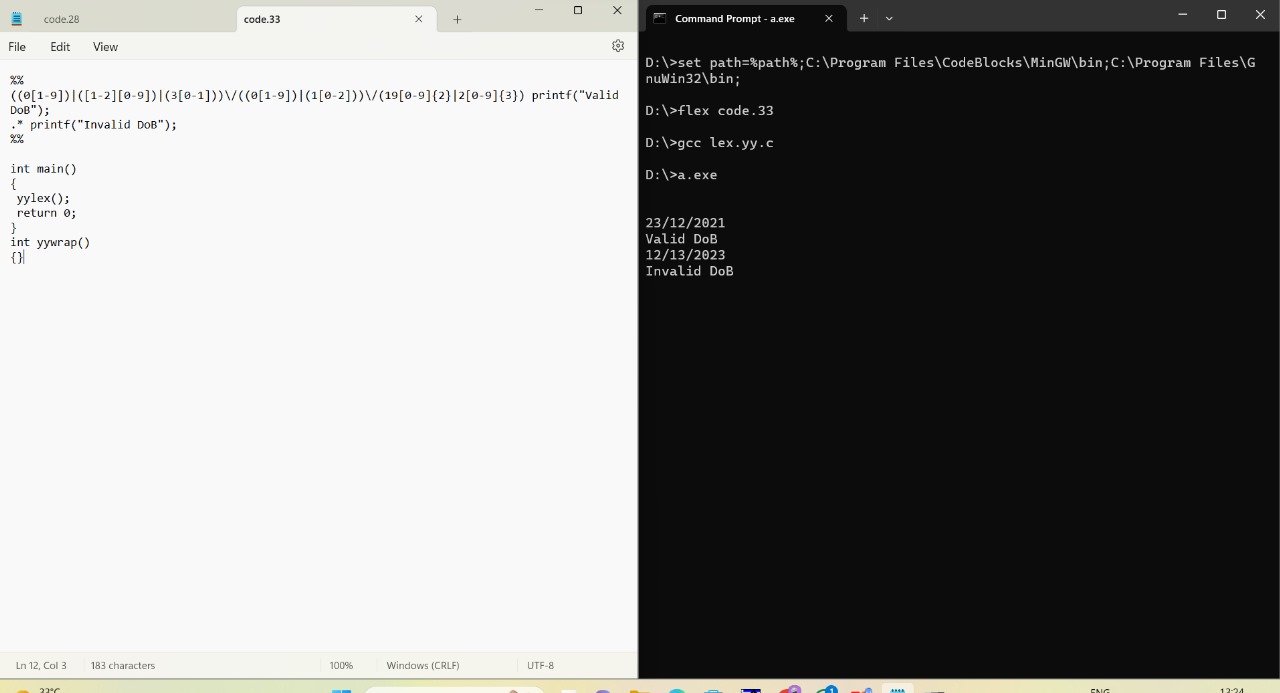 code.28
code.33
File Edit View
%%
((0[1-9])|([1-2][0-9])|(3[0-1]))\/((0[1-9])|(1[0-2]))\/(19[0-9]{2}|2[0-9]{3}) printf("Valid
DoB");
.* printf("Invalid DoB");
%%
int main()
{
yylex();
return 0;
}
int yywrap()
{}
Ln 12, Col 3 183 characters 100% Windows (CRLF) UTF-8
Command Prompt - a.exe
D:\>set path=%path%;C:\Program Files\CodeBlocks\MinGW\bin;C:\Program Files\G
nuWin32\bin;
D:\>flex code.33
D:\>gcc lex.yy.c
D:\>a.exe
23/12/2021
Valid DoB
12/13/2023
Invalid DoB
33°C
ENG
13:24